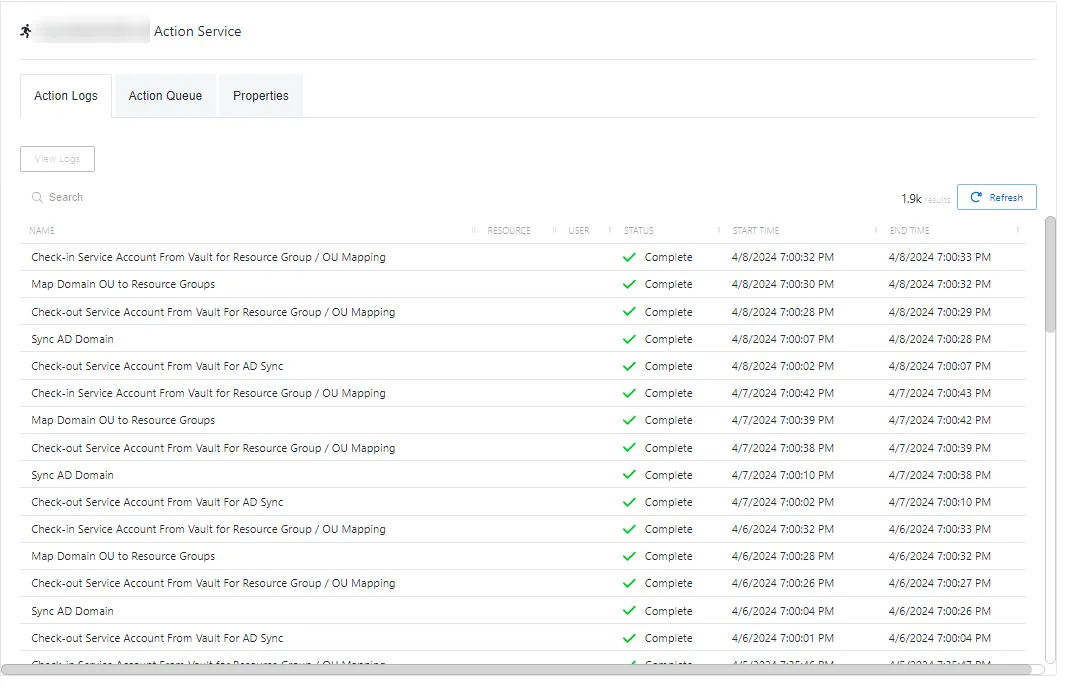 Action Service
Action Logs Action Queue Properties
View Logs
Search
1.9k results Refresh
NAME RESOURCE USER STATUS START TIME END TIME
Check-in Service Account From Vault for Resource Group / OU Mapping Complete 4/8/2024 7:00:32 PM 4/8/2024 7:00:33 PM
Map Domain OU to Resource Groups Complete 4/8/2024 7:00:30 PM 4/8/2024 7:00:32 PM
Check-out Service Account From Vault For Resource Group / OU Mapping Complete 4/8/2024 7:00:28 PM 4/8/2024 7:00:29 PM
Sync AD Domain Complete 4/8/2024 7:00:07 PM 4/8/2024 7:00:28 PM
Check-out Service Account From Vault For AD Sync Complete 4/8/2024 7:00:02 PM 4/8/2024 7:00:07 PM
Check-in Service Account From Vault for Resource Group / OU Mapping Complete 4/7/2024 7:00:42 PM 4/7/2024 7:00:43 PM
Map Domain OU to Resource Groups Complete 4/7/2024 7:00:39 PM 4/7/2024 7:00:42 PM
Check-out Service Account From Vault For Resource Group / OU Mapping Complete 4/7/2024 7:00:38 PM 4/7/2024 7:00:39 PM
Sync AD Domain Complete 4/7/2024 7:00:10 PM 4/7/2024 7:00:38 PM
Check-out Service Account From Vault For AD Sync Complete 4/7/2024 7:00:02 PM 4/7/2024 7:00:10 PM
Check-in Service Account From Vault for Resource Group / OU Mapping Complete 4/6/2024 7:00:32 PM 4/6/2024 7:00:33 PM
Map Domain OU to Resource Groups Complete 4/6/2024 7:00:28 PM 4/6/2024 7:00:32 PM
Check-out Service Account From Vault For Resource Group / OU Mapping Complete 4/6/2024 7:00:26 PM 4/6/2024 7:00:27 PM
Sync AD Domain Complete 4/6/2024 7:00:04 PM 4/6/2024 7:00:26 PM
Check-out Service Account From Vault For AD Sync Complete 4/6/2024 7:00:01 PM 4/6/2024 7:00:04 PM